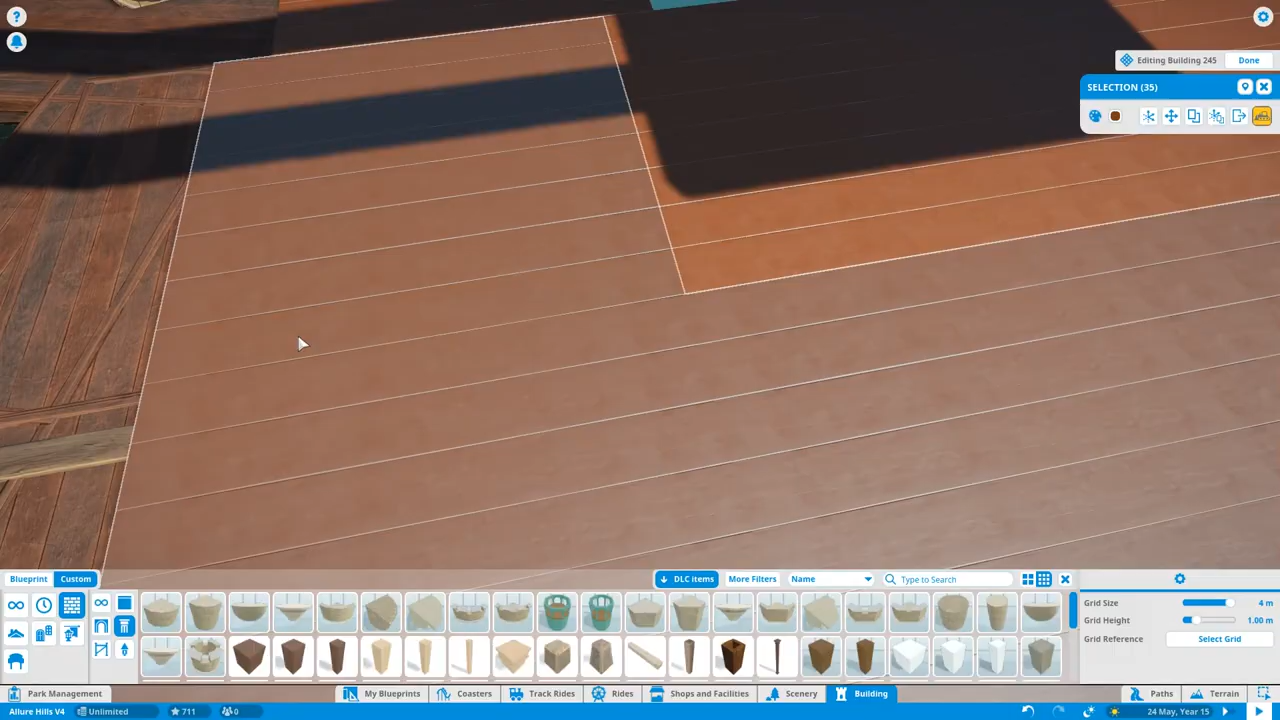 ?
Editing Building 245 Done
SELECTION (35)
Blueprint Custom DLC items More Filters Name Type to Search
Grid Size 4 m
Grid Height 1.00 m
Grid Reference Select Grid
Park Management My Blueprints Coasters Track Rides Rides Shops and Facilities Scenery Building Paths Terrain
Allure Hills V4 Unlimited 711 0 24 May, Year 15